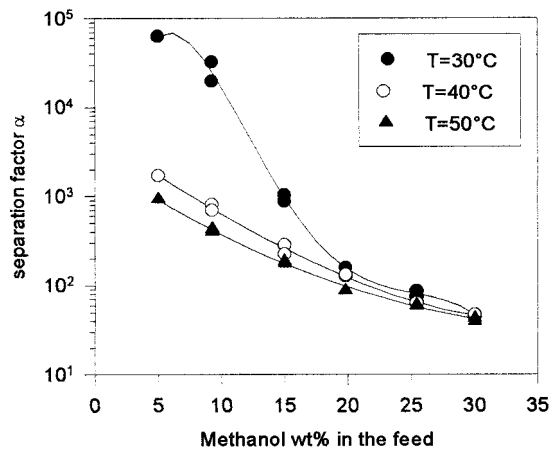 10^5
10^4
10^3
10^2
10^1
separation factor α
T=30°C
T=40°C
T=50°C
0 5 10 15 20 25 30 35
Methanol wt% in the feed